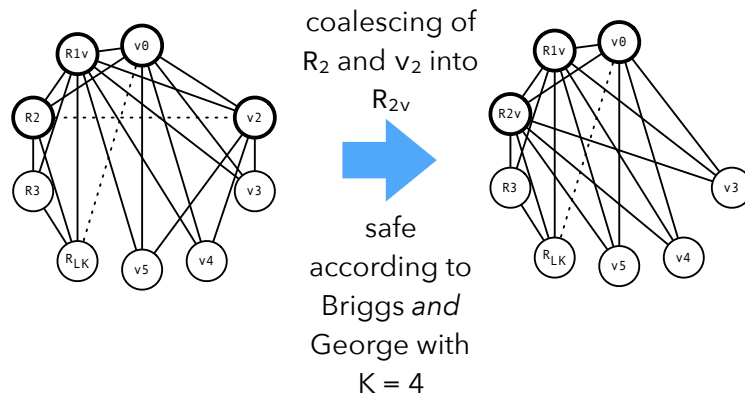 coalescing of
R2 and v2 into
R2v
R1v
v0
R2
v2
R3
v3
RLK
v5
v4
safe
according to
Briggs and
George with
K = 4
R1v
v0
R2v
R3
v3
RLK
v5
v4